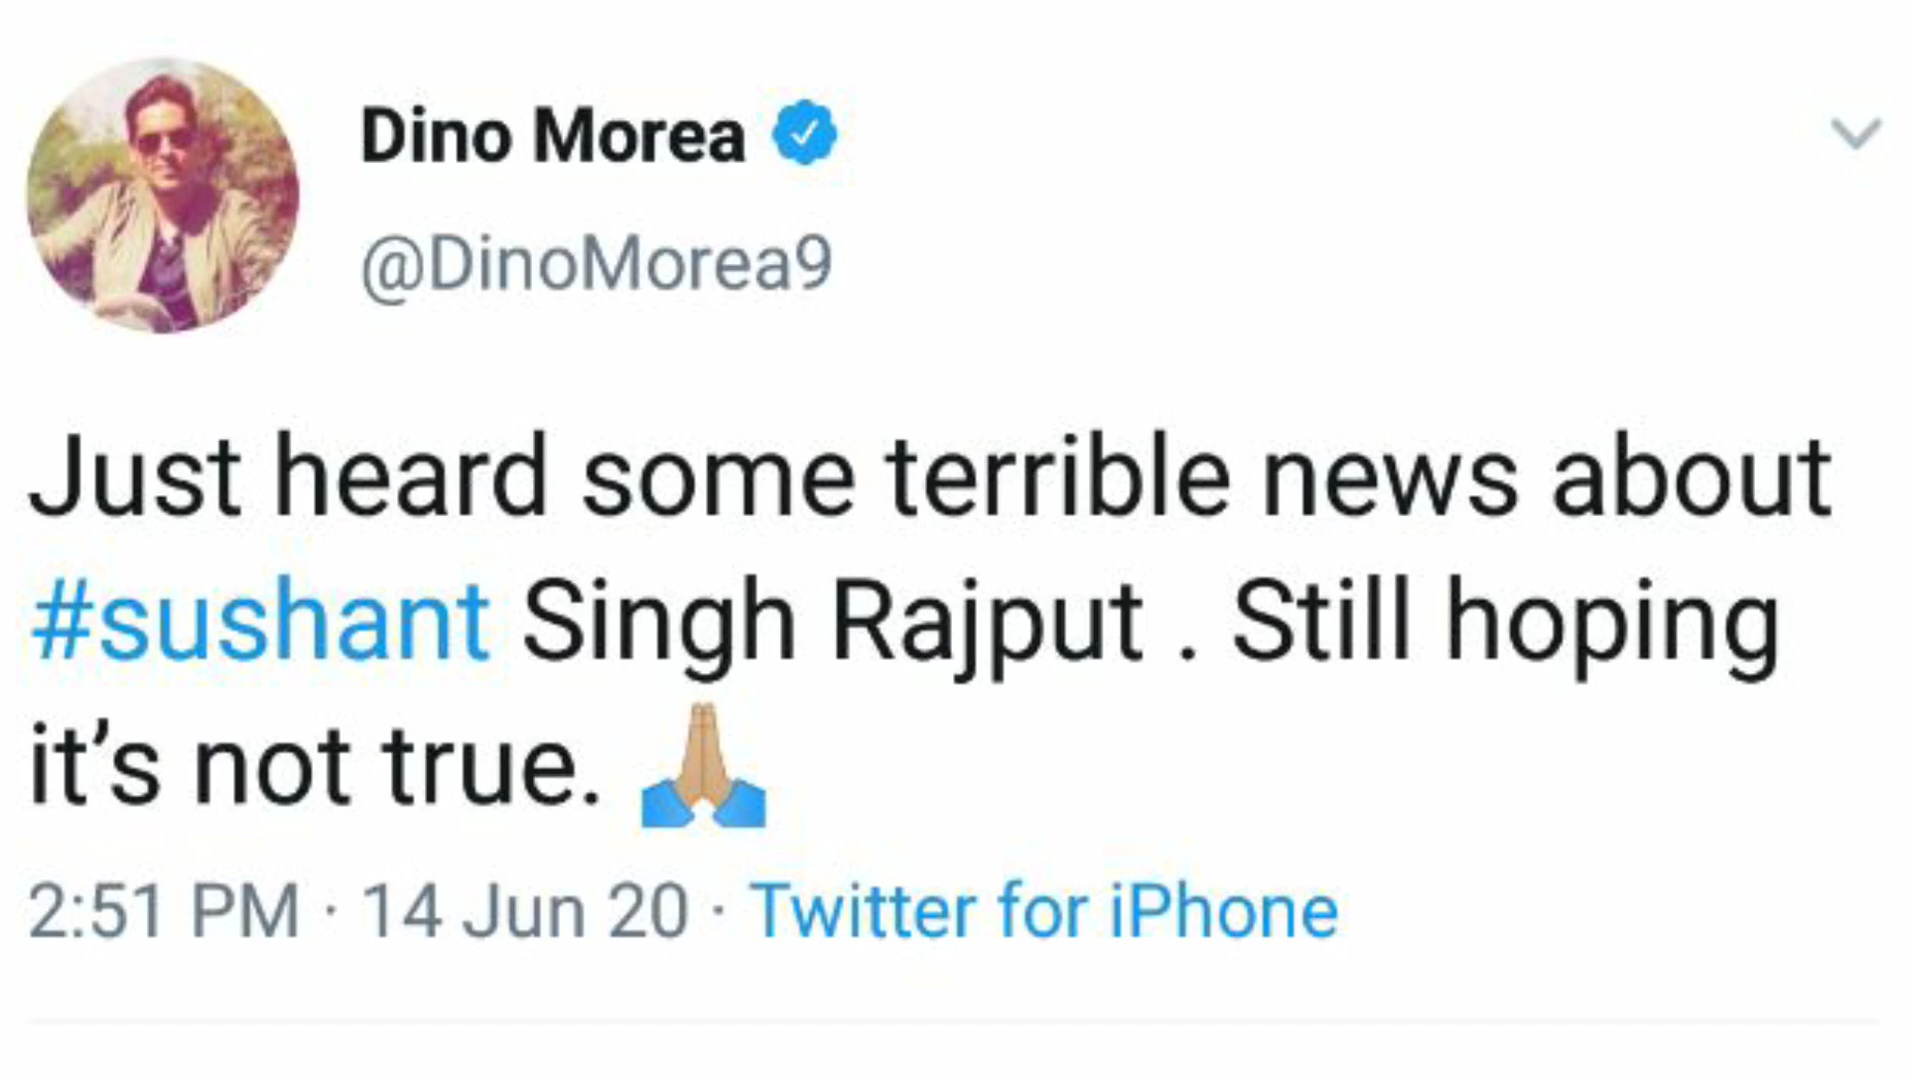 Dino Morea
@DinoMorea9
Just heard some terrible news about
#sushant Singh Rajput . Still hoping
it’s not true. 🙏🏼
2:51 PM · 14 Jun 20 · Twitter for iPhone